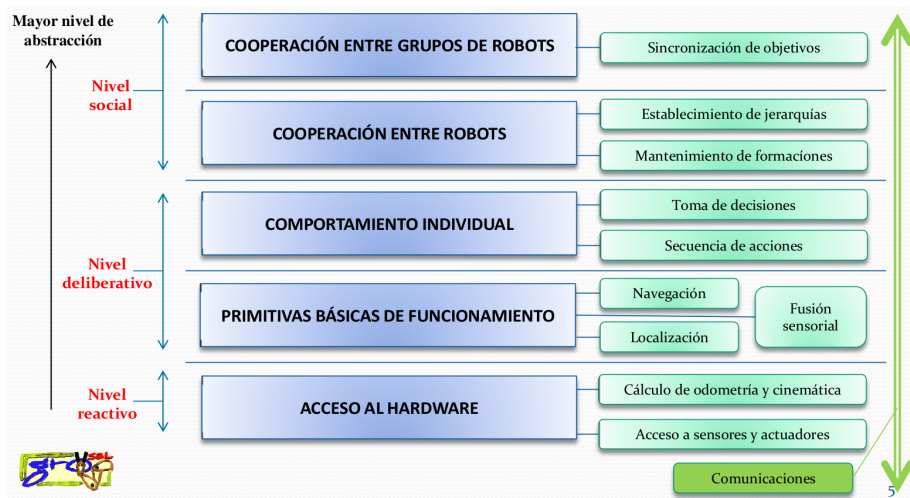 Mayor nivel de
abstracción
COOPERACIÓN ENTRE GRUPOS DE ROBOTS
Sincronización de objetivos
Nivel
social
COOPERACIÓN ENTRE ROBOTS
Establecimiento de jerarquías
Mantenimiento de formaciones
COMPORTAMIENTO INDIVIDUAL
Toma de decisiones
Secuencia de acciones
Nivel
deliberativo
PRIMITIVAS BÁSICAS DE FUNCIONAMIENTO
Navegación
Localización
Fusión
sensorial
Nivel
reactivo
ACCESO AL HARDWARE
Cálculo de odometría y cinemática
Acceso a sensores y actuadores
Comunicaciones
5